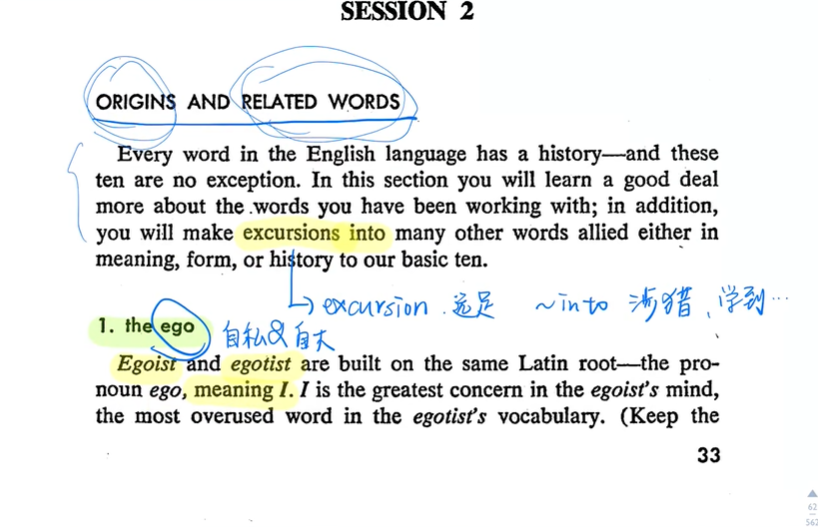 SESSION 2
ORIGINS AND RELATED WORDS
Every word in the English language has a history—and these
ten are no exception. In this section you will learn a good deal
more about the words you have been working with; in addition,
you will make excursions into many other words allied either in
meaning, form, or history to our basic ten.
excursion 远足 ~into 涉猎、学到…
1. the ego 自私&自大
Egoist and egotist are built on the same Latin root—the pro-
noun ego, meaning I. I is the greatest concern in the egoist's mind,
the most overused word in the egotist's vocabulary. (Keep the
33
62
562